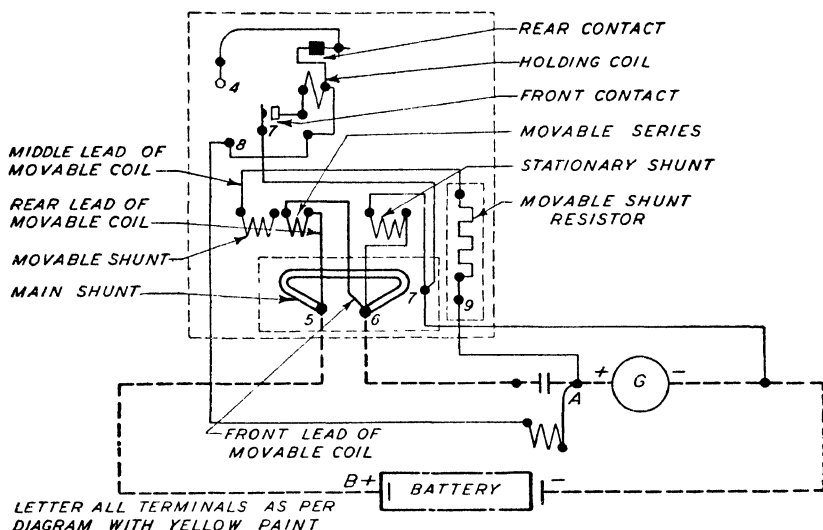 REAR CONTACT
HOLDING COIL
4
FRONT CONTACT
7
MOVABLE SERIES
8
MIDDLE LEAD OF
MOVABLE COIL
STATIONARY SHUNT
REAR LEAD OF
MOVABLE COIL
MOVABLE SHUNT
RESISTOR
MOVABLE SHUNT
MAIN SHUNT
5
6
7
9
+
G
-
A
FRONT LEAD OF
MOVABLE COIL
B+
BATTERY
-
LETTER ALL TERMINALS AS PER
DIAGRAM WITH YELLOW PAINT